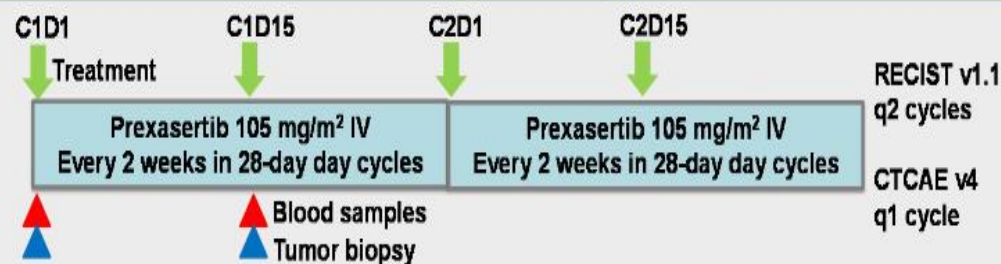 C1D1 C1D15 C2D1 C2D15
Treatment
Prexasertib 105 mg/m² IV
Every 2 weeks in 28-day day cycles
Prexasertib 105 mg/m² IV
Every 2 weeks in 28-day day cycles
RECIST v1.1
q2 cycles
CTCAE v4
q1 cycle
Blood samples
Tumor biopsy